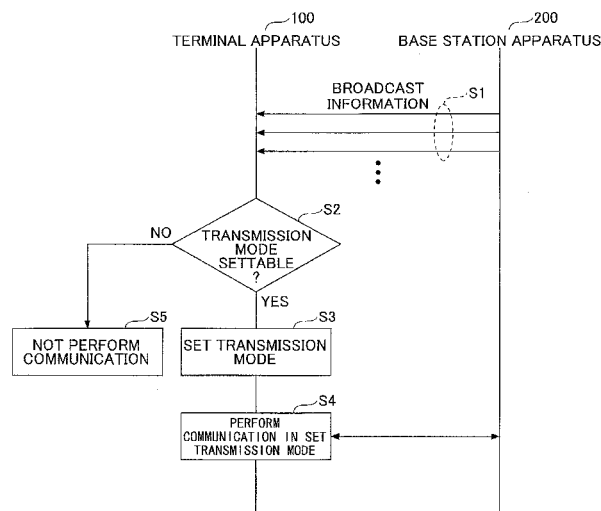 100
200
TERMINAL APPARATUS
BASE STATION APPARATUS
BROADCAST
INFORMATION
S1
S2
NO
TRANSMISSION
MODE
SETTABLE
?
YES
S5
NOT PERFORM
COMMUNICATION
S3
SET TRANSMISSION
MODE
S4
PERFORM
COMMUNICATION IN SET
TRANSMISSION MODE